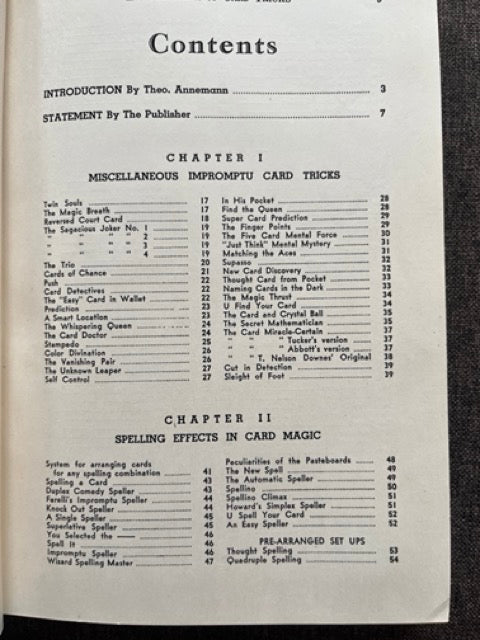 Contents
INTRODUCTION By Theo. Annemann 3
STATEMENT By The Publisher 7
CHAPTER I
MISCELLANEOUS IMPROMPTU CARD TRICKS
Twin Souls 17
The Magic Breath 17
Reversed Court Card 18
The Sagacious Joker No. 1 19
" " " 2 19
" " " 3 19
" " " 4 19
The Trio 20
Cards of Chance 21
Push 22
Card Detectives 22
The "Easy" Card in Wallet 22
Prediction 23
A Smart Location 23
The Whispering Queen 24
The Card Doctor 24
Stampedo 25
Color Divination 26
The Vanishing Pair 26
The Unknown Leaper 27
Self Control 27
In His Pocket 28
Find the Queen 28
Super Card Prediction 29
The Finger Points 29
The Five Card Mental Force 30
"Just Think" Mental Mystery 31
Matching the Aces 31
Supasso 32
New Card Discovery 32
Thought Card from Pocket 33
Naming Cards in the Dark 33
The Magic Thrust 34
U Find Your Card 34
The Card and Crystal Ball 35
The Secret Mathematician 35
The Card Miracle-Certain 37
" " " Tucker's version 37
" " " Abbott's version 37
" " " T. Nelson Downes' Original 38
Cut in Detection 39
Sleight of Foot 39
CHAPTER II
SPELLING EFFECTS IN CARD MAGIC
System for arranging cards
for any spelling combination 41
Spelling a Card 43
Duplex Comedy Speller 43
Farelli's Impromptu Speller 44
Knock Out Speller 44
A Single Speller 45
Superlative Speller 45
You Selected the — 46
Spell It 46
Impromptu Speller 46
Wizard Spelling Master 47
Peculiarities of the Pasteboards 48
The New Spell 49
The Automatic Speller 49
Spellino 50
Spellino Climax 51
Howard's Simplex Speller 51
U Spell Your Card 52
An Easy Speller 52
PRE-ARRANGED SET UPS
Thought Spelling 53
Quadruple Spelling 54